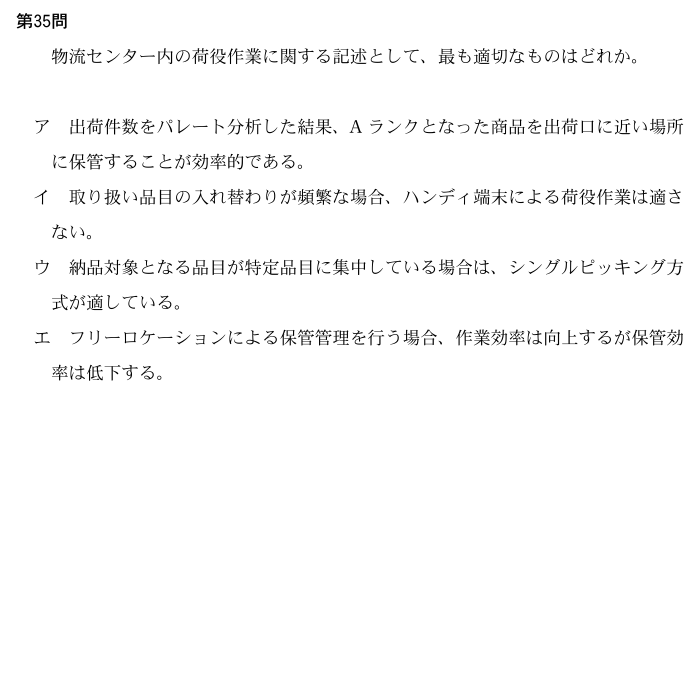 第35問
物流センター内の荷役作業に関する記述として、最も適切なものはどれか。
ア　出荷件数をパレート分析した結果、A ランクとなった商品を出荷口に近い場所
に保管することが効率的である。
イ　取り扱い品目の入れ替わりが頻繁な場合、ハンディ端末による荷役作業は適さ
ない。
ウ　納品対象となる品目が特定品目に集中している場合は、シングルピッキング方
式が適している。
エ　フリーロケーションによる保管管理を行う場合、作業効率は向上するが保管効
率は低下する。